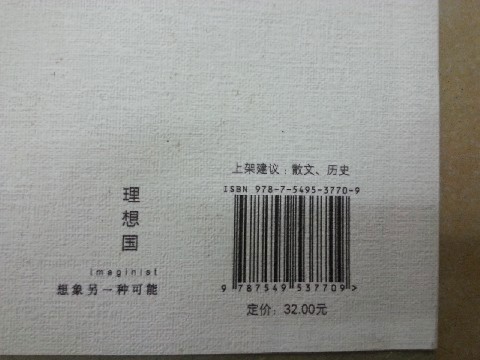 上架建议：散文、历史
ISBN 978-7-5495-3770-9
9 787549 537709 >
定价：32.00元
理
想
国
imaginist
想象另一种可能